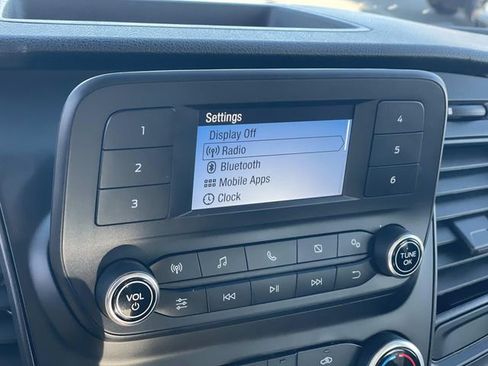 Settings
Display Off
Radio
Bluetooth
Mobile Apps
Clock
1
2
3
4
5
6
VOL
TUNE
OK